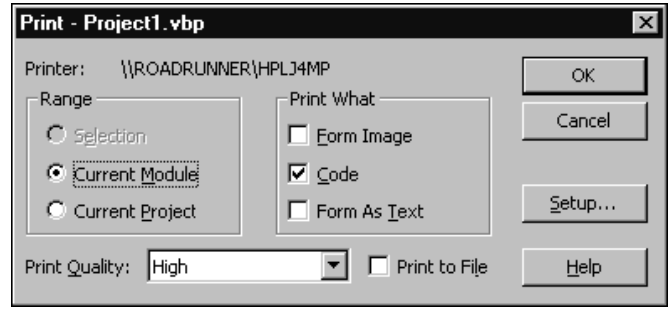 Print - Project1.vbp
Printer: \\ROADRUNNER\HPLJ4MP
OK
Range
Print What
Cancel
Selection
Form Image
Current Module
Code
Setup...
Current Project
Form As Text
Print Quality: High
Print to File
Help